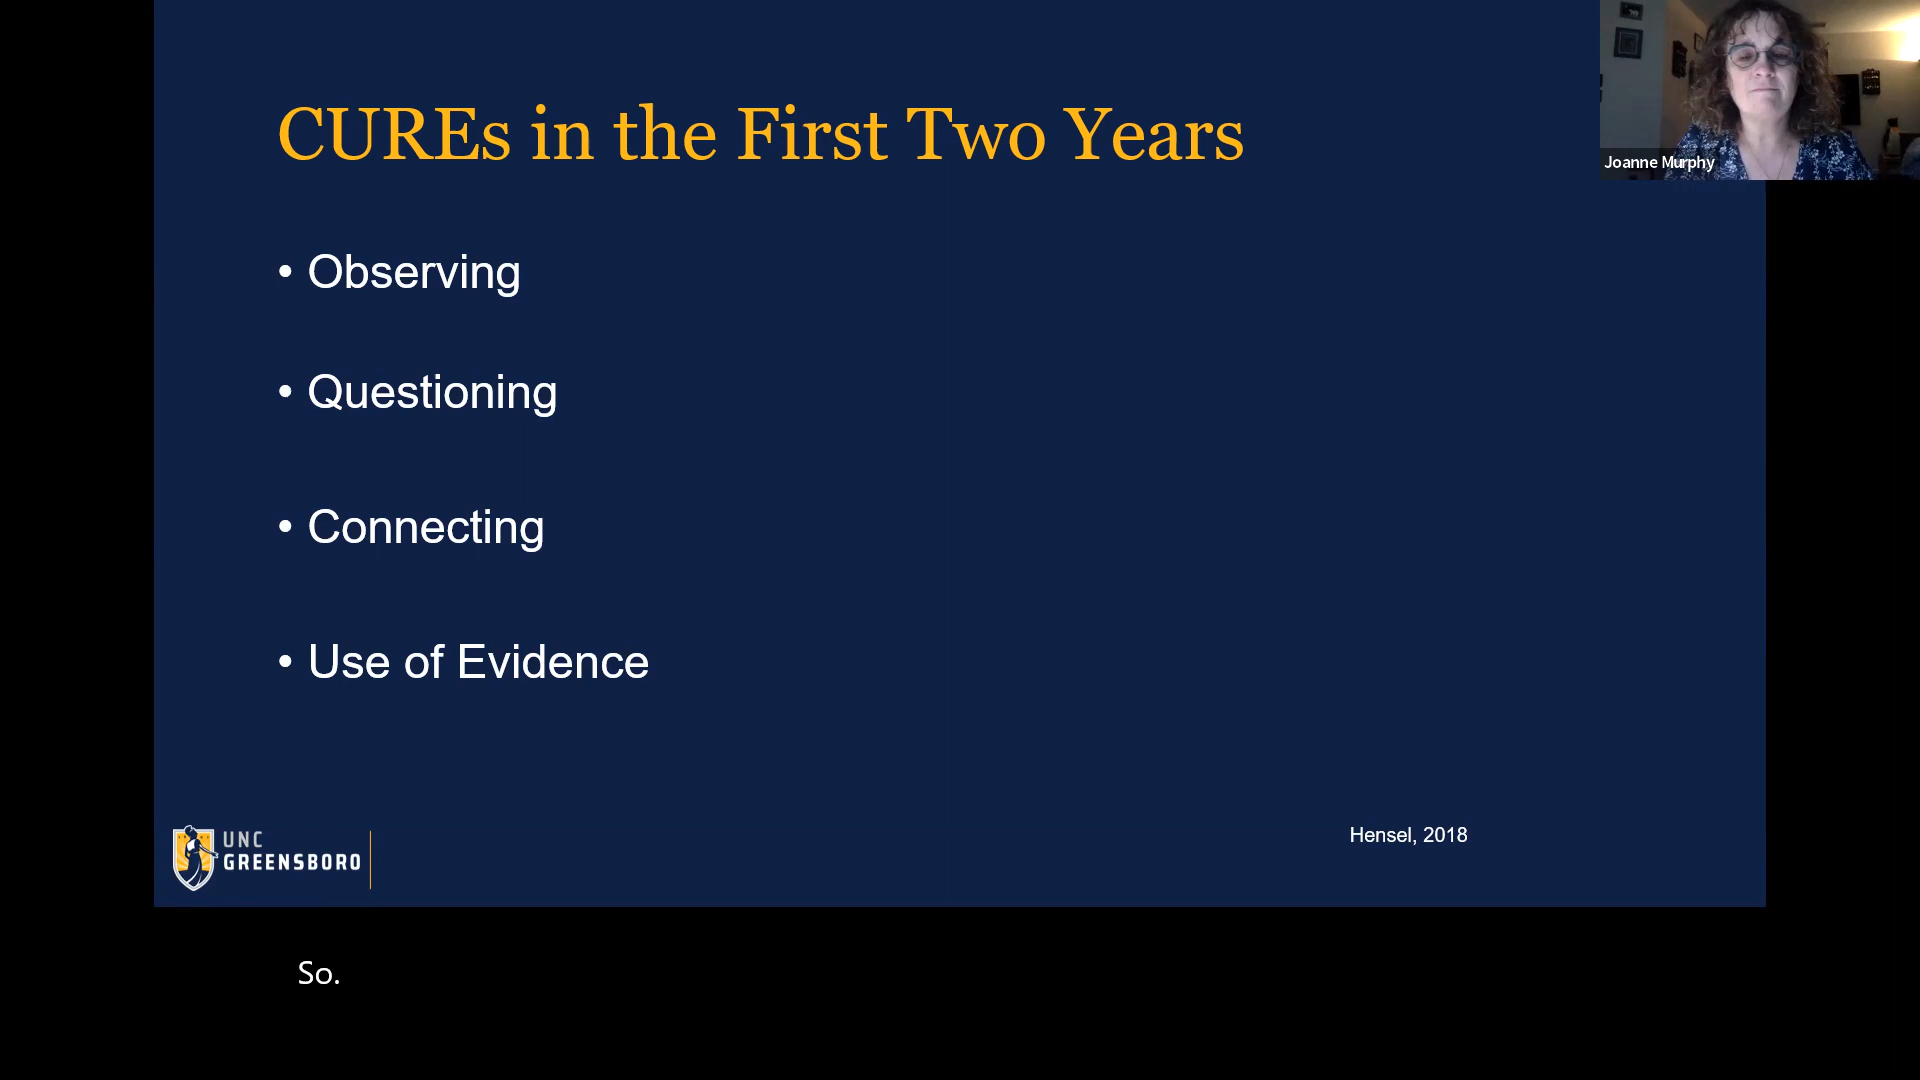 CUREs in the First Two Years
Joanne Murphy
• Observing
• Questioning
• Connecting
• Use of Evidence
Hensel, 2018
UNC
GREENSBORO
So.